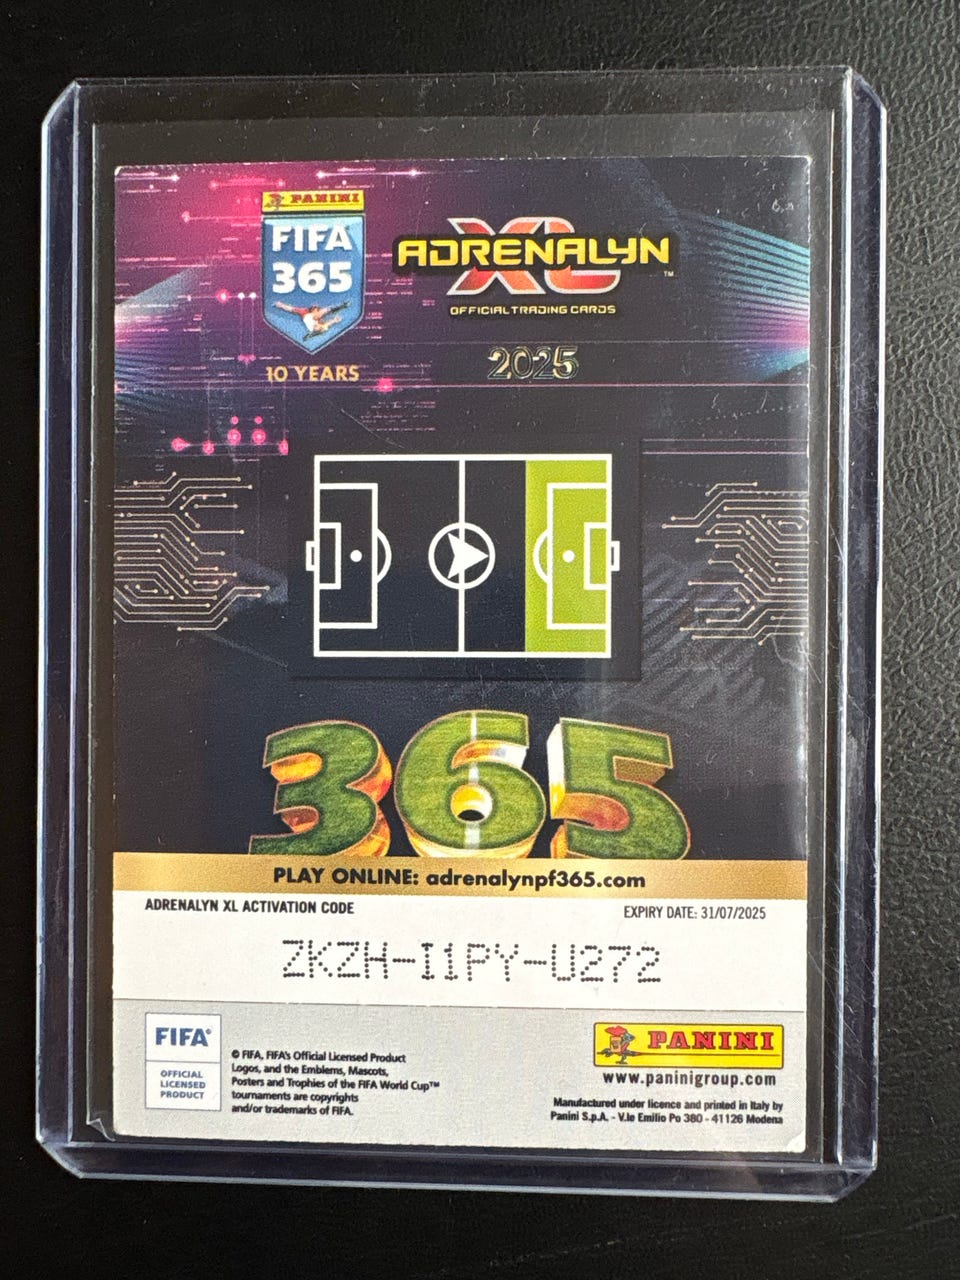 PANINI
FIFA
365
10 YEARS
ADRENALYN
XL
™
OFFICIAL TRADING CARDS
2025
365
PLAY ONLINE: adrenalynpf365.com
ADRENALYN XL ACTIVATION CODE
EXPIRY DATE: 31/07/2025
ZKZH-I1PY-U272
FIFA®
OFFICIAL
LICENSED
PRODUCT
© FIFA, FIFA's Official Licensed Product
Logos, and the Emblems, Mascots,
Posters and Trophies of the FIFA World Cup™
tournaments are copyrights
and/or trademarks of FIFA.
PANINI
www.paninigroup.com
Manufactured under licence and printed in Italy by
Panini S.p.A. - V.le Emilio Po 380 - 41126 Modena